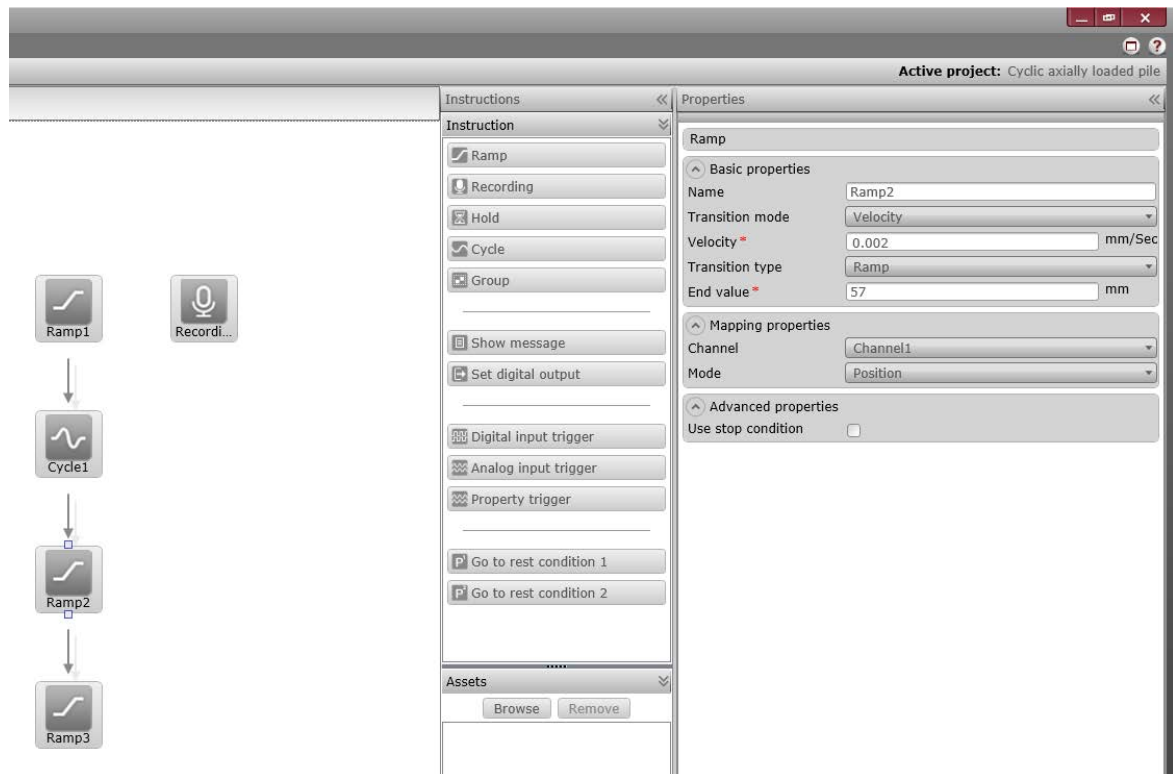 Active project: Cyclic axially loaded pile
Ramp1
Recordi...
Cycle1
Ramp2
Ramp3
Instructions
Instruction
Ramp
Recording
Hold
Cycle
Group
Show message
Set digital output
Digital input trigger
Analog input trigger
Property trigger
Go to rest condition 1
Go to rest condition 2
Assets
Browse Remove
Properties
Ramp
Basic properties
Name Ramp2
Transition mode Velocity
Velocity * 0.002 mm/Sec
Transition type Ramp
End value * 57 mm
Mapping properties
Channel Channel1
Mode Position
Advanced properties
Use stop condition